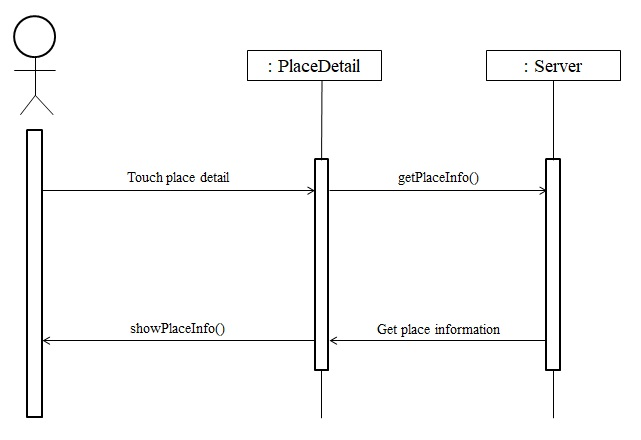 : PlaceDetail
: Server
Touch place detail
getPlaceInfo()
showPlaceInfo()
Get place information